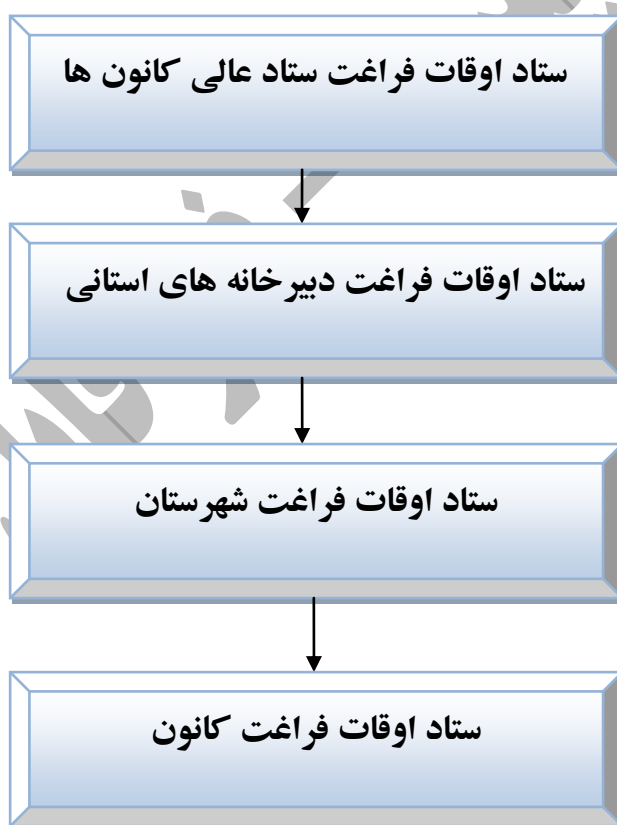 ستاد اوقات فراغت ستاد عالی کانون ها
ستاد اوقات فراغت دبیرخانه های استانی
ستاد اوقات فراغت شهرستان
ستاد اوقات فراغت کانون